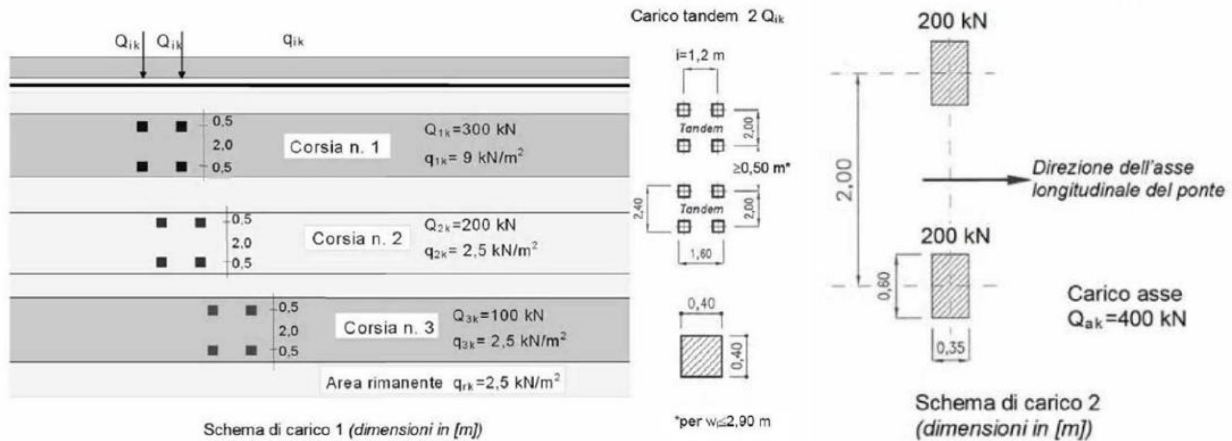 Q_ik Q_ik q_ik
Corsia n. 1
Q_1k=300 kN
q_1k= 9 kN/m²
0,5
2.0
0,5
Corsia n. 2
Q_2k=200 kN
q_2k= 2,5 kN/m²
0,5
2,0
0,5
Corsia n. 3
Q_3k=100 kN
q_3k= 2,5 kN/m²
0,5
2,0
0,5
Area rimanente q_rk=2,5 kN/m²
Schema di carico 1 (dimensioni in [m])
Carico tandem 2 Q_ik
i=1,2 m
Tandem
2,00
≥0,50 m*
2,40
Tandem
2,00
1,60
0,40
0,40
*per w_l≤2,90 m
200 kN
2,00
Direzione dell'asse
longitudinale del ponte
200 kN
0,60
0,35
Carico asse
Q_ak=400 kN
Schema di carico 2
(dimensioni in [m])